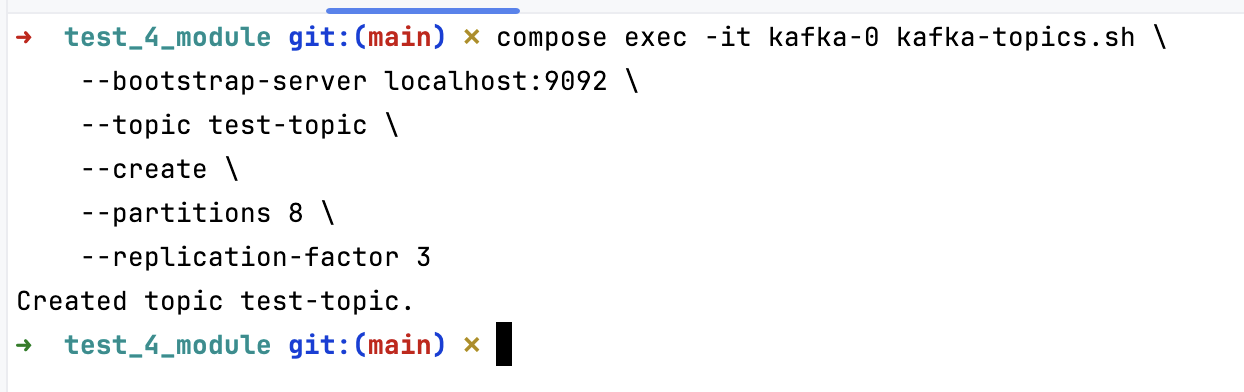 ➜  test_4_module git:(main) ✗ compose exec -it kafka-0 kafka-topics.sh \
    --bootstrap-server localhost:9092 \
    --topic test-topic \
    --create \
    --partitions 8 \
    --replication-factor 3
Created topic test-topic.
➜  test_4_module git:(main) ✗